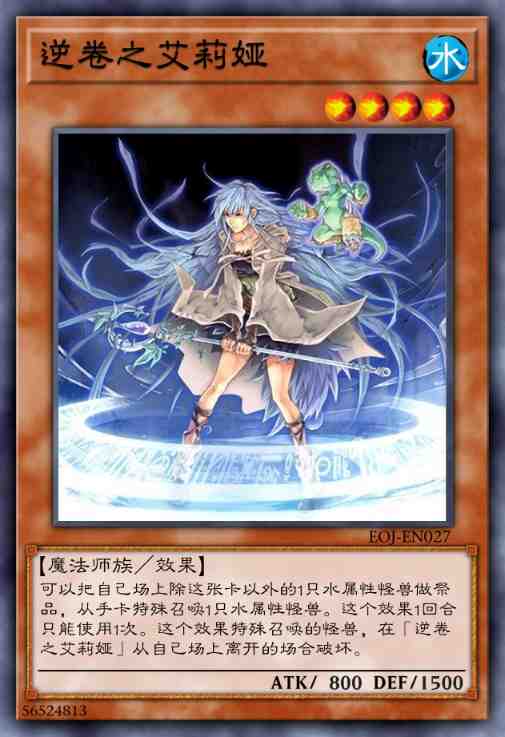 逆卷之艾莉娅
水
EOJ-EN027
【魔法师族／效果】
可以把自己场上除这张卡以外的1只水属性怪兽做祭
品，从手卡特殊召唤1只水属性怪兽。这个效果1回合
只能使用1次。这个效果特殊召唤的怪兽，在「逆卷
之艾莉娅」从自己场上离开的场合破坏。
ATK/ 800 DEF/1500
56524813